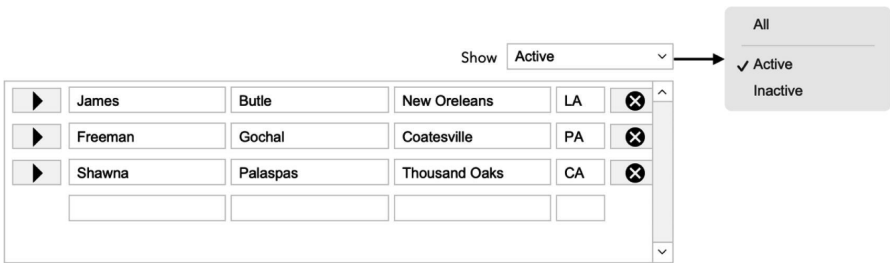 All
Show Active
Active
Inactive
James Butle New Oreleans LA
Freeman Gochal Coatesville PA
Shawna Palaspas Thousand Oaks CA